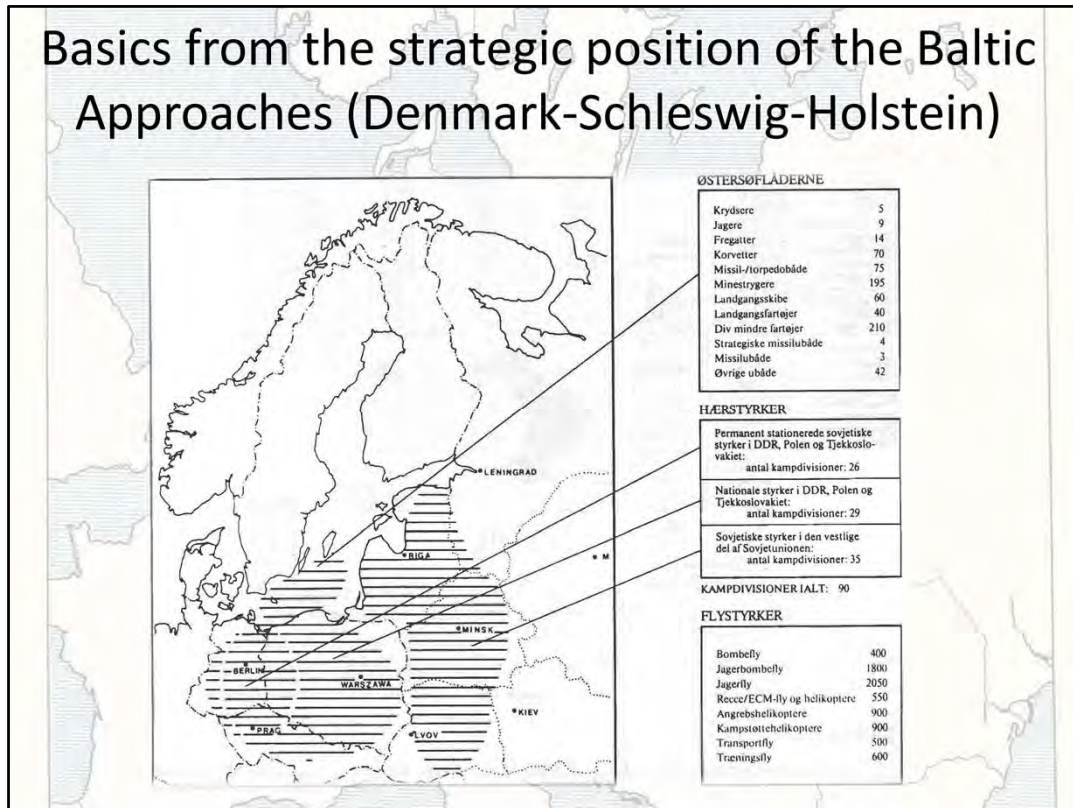 Basics from the strategic position of the Baltic
Approaches (Denmark-Schleswig-Holstein)
ØSTERSØFLÅDERNE
Krydsere 5
Jagere 9
Fregatter 14
Korvetter 70
Missil-/torpedobåde 75
Minestrygere 195
Landgangsskibe 60
Landgangsfartøjer 40
Div mindre fartøjer 210
Strategiske missilubåde 4
Missilubåde 3
Øvrige ubåde 42
HÆRSTYRKER
Permanent stationerede sovjetiske
styrker i DDR, Polen og Tjekkoslo-
vakiet:
antal kampdivisioner: 26
Nationale styrker i DDR, Polen og
Tjekkoslovakiet:
antal kampdivisioner: 29
Sovjetiske styrker i den vestlige
del af Sovjetunionen:
antal kampdivisioner: 35
KAMPDIVISIONER IALT: 90
FLYSTYRKER
Bombefly 400
Jagerbombefly 1800
Jagerfly 2050
Recce/ECM-fly og helikoptere 550
Angrebshelikoptere 900
Kampstøttehelikoptere 900
Transportfly 500
Træningsfly 600
LENINGRAD
RIGA
M
MINSK
BERLIN
WARSZAWA
KIEV
PRAG
LVOV